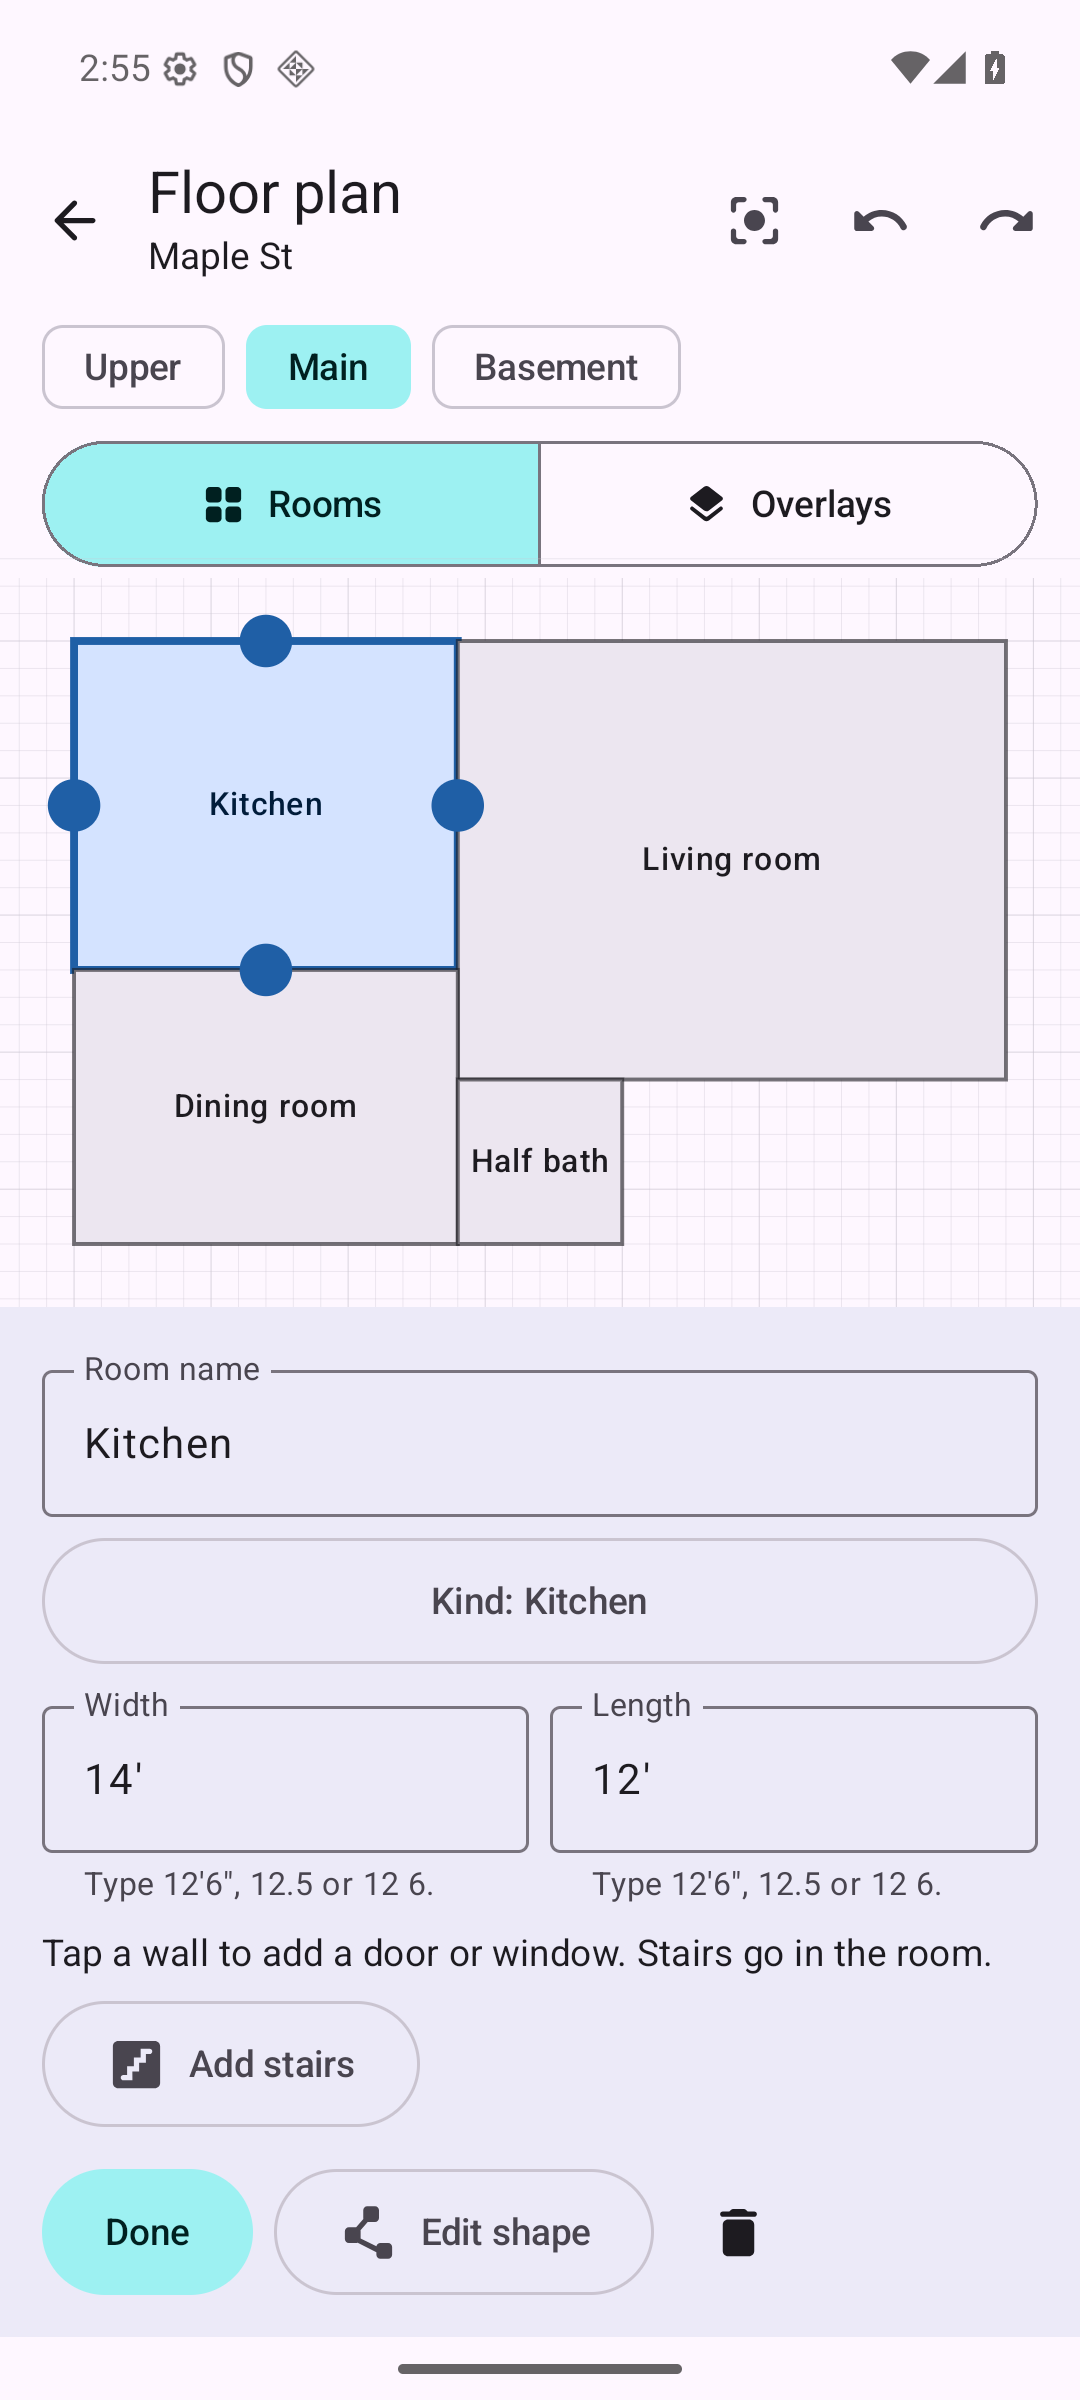 2:55
Floor plan
Maple St
Upper
Main
Basement
Rooms
Overlays
Kitchen
Living room
Dining room
Half bath
Room name
Kitchen
Kind: Kitchen
Width
Length
14'
12'
Type 12'6", 12.5 or 12 6.
Type 12'6", 12.5 or 12 6.
Tap a wall to add a door or window. Stairs go in the room.
Add stairs
Done
Edit shape